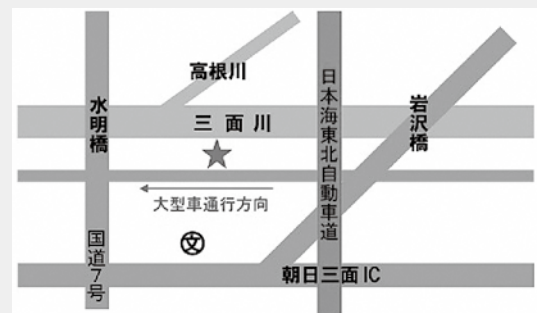 高根川
水明橋
三面川
日本海東北自動車道
岩沢橋
大型車通行方向
国道7号
文
朝日三面IC